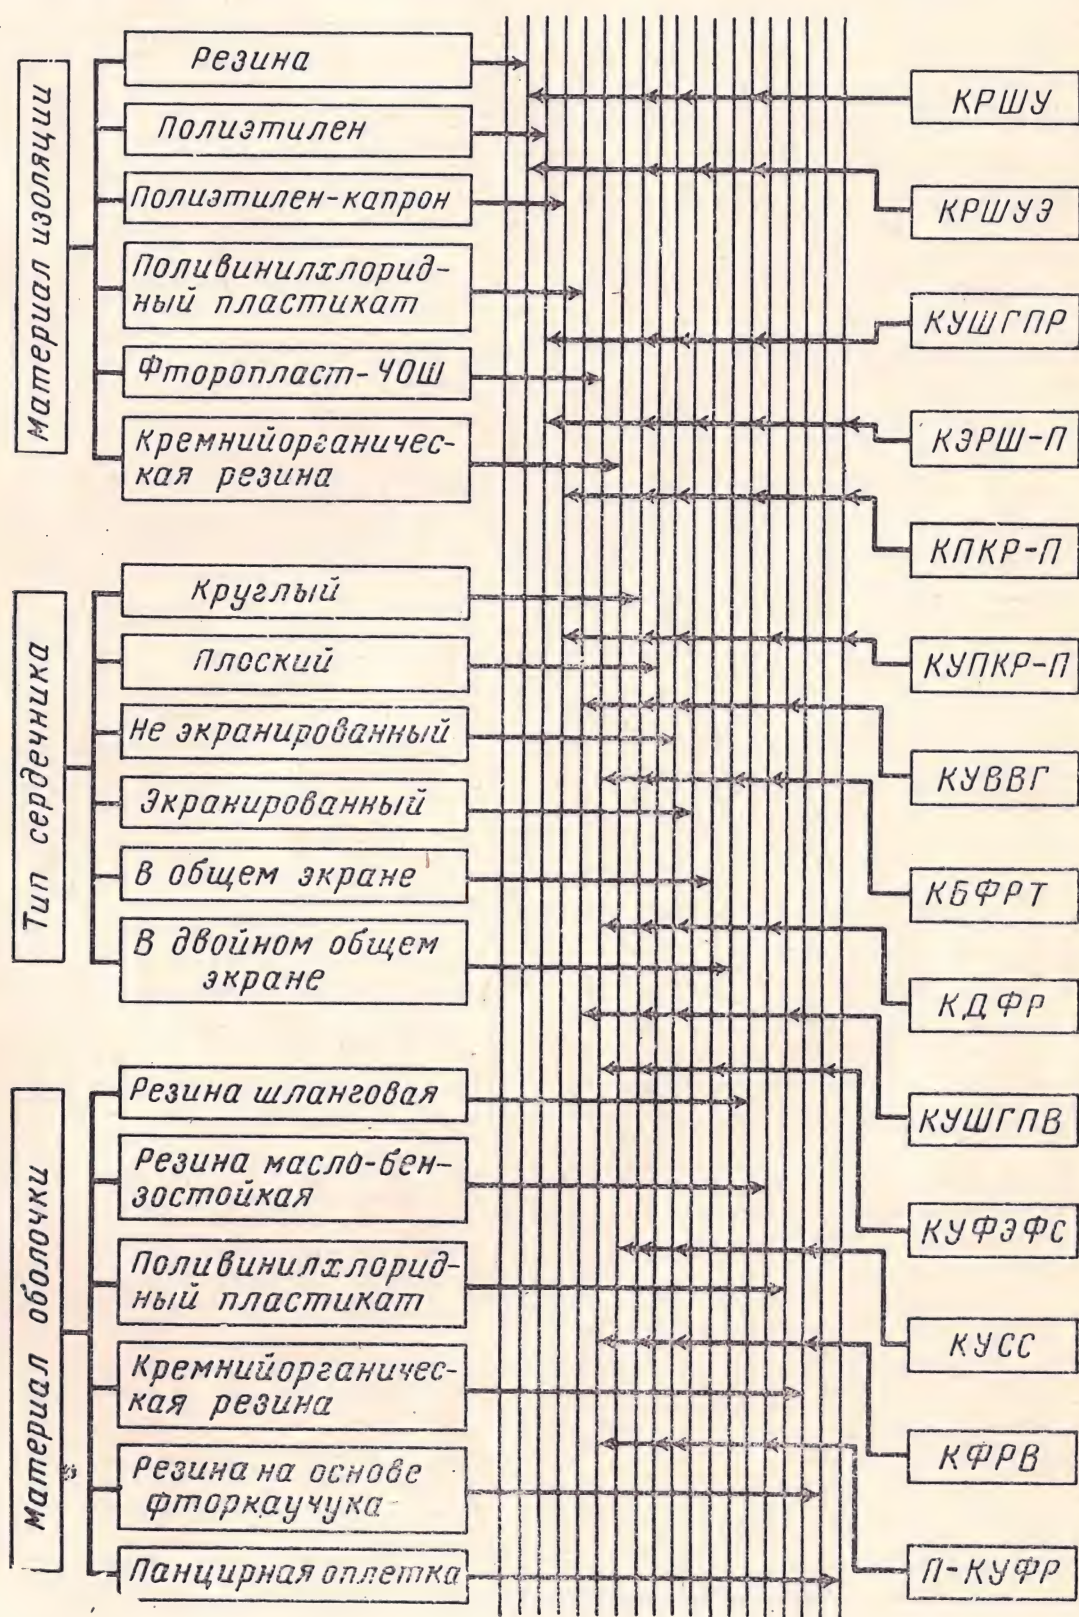 Материал изоляции
Резина
Полиэтилен
Полиэтилен-капрон
Поливинилхлорид-
ный пластикат
Фторопласт-ЧОШ
Кремнийорганичес-
кая резина
Тип сердечника
Круглый
Плоский
Не экранированный
Экранированный
В общем экране
В двойном общем
экране
Материал оболочки
Резина шланговая
Резина масло-бен-
зостойкая
Поливинилхлорид-
ный пластикат
Кремнийорганичес-
кая резина
Резина на основе
фторкаучука
Панцирная оплетка
КРШУ
КРШУЭ
КУШГПР
КЭРШ-П
КПКР-П
КУПКР-П
КУВВГ
КБФРТ
КДФР
КУШГПВ
КУФЭФС
КУСС
КФРВ
П-КУФР